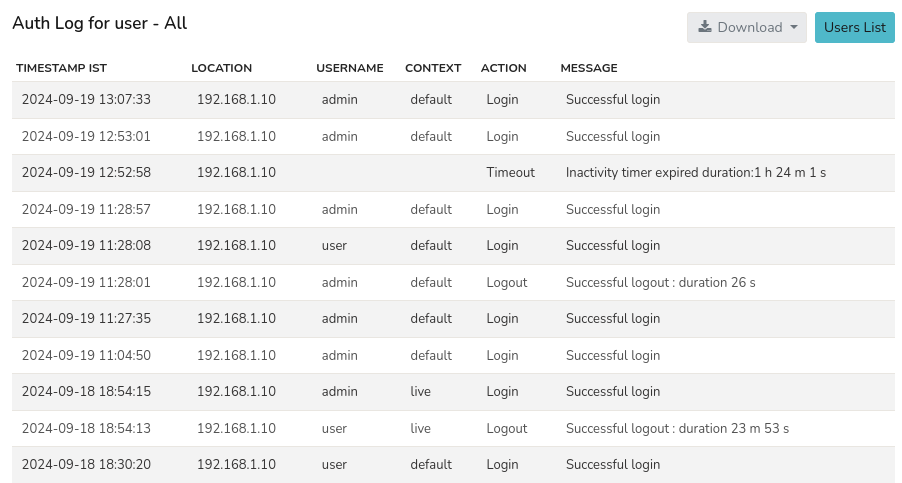 Auth Log for user - All
Download
Users List
TIMESTAMP IST LOCATION USERNAME CONTEXT ACTION MESSAGE
2024-09-19 13:07:33 192.168.1.10 admin default Login Successful login
2024-09-19 12:53:01 192.168.1.10 admin default Login Successful login
2024-09-19 12:52:58 192.168.1.10 Timeout Inactivity timer expired duration:1 h 24 m 1 s
2024-09-19 11:28:57 192.168.1.10 admin default Login Successful login
2024-09-19 11:28:08 192.168.1.10 user default Login Successful login
2024-09-19 11:28:01 192.168.1.10 admin default Logout Successful logout : duration 26 s
2024-09-19 11:27:35 192.168.1.10 admin default Login Successful login
2024-09-19 11:04:50 192.168.1.10 admin default Login Successful login
2024-09-18 18:54:15 192.168.1.10 admin live Login Successful login
2024-09-18 18:54:13 192.168.1.10 user live Logout Successful logout : duration 23 m 53 s
2024-09-18 18:30:20 192.168.1.10 user default Login Successful login